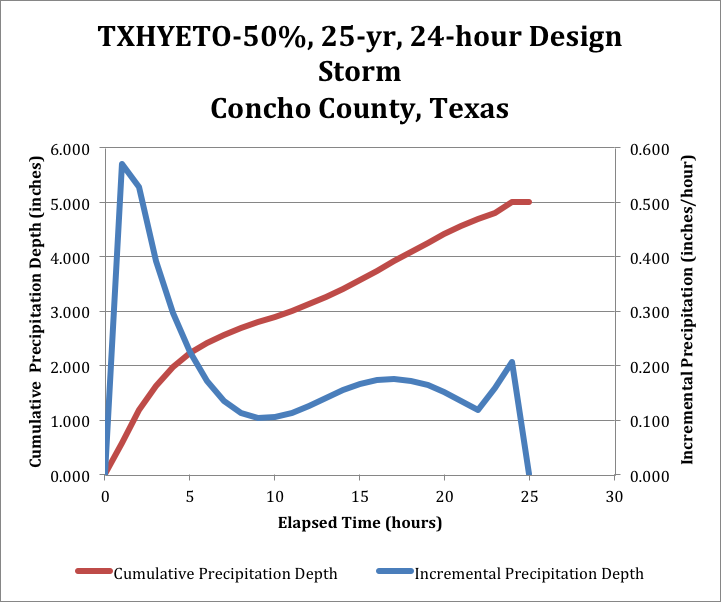 TXHYETO-50%, 25-yr, 24-hour Design
Storm
Concho County, Texas
Cumulative Precipitation Depth (inches)
6.000
5.000
4.000
3.000
2.000
1.000
0.000
0.600
0.500
0.400
0.300
0.200
0.100
0.000
Incremental Precipitation (inches/hour)
0 5 10 15 20 25 30
Elapsed Time (hours)
Cumulative Precipitation Depth Incremental Precipitation Depth